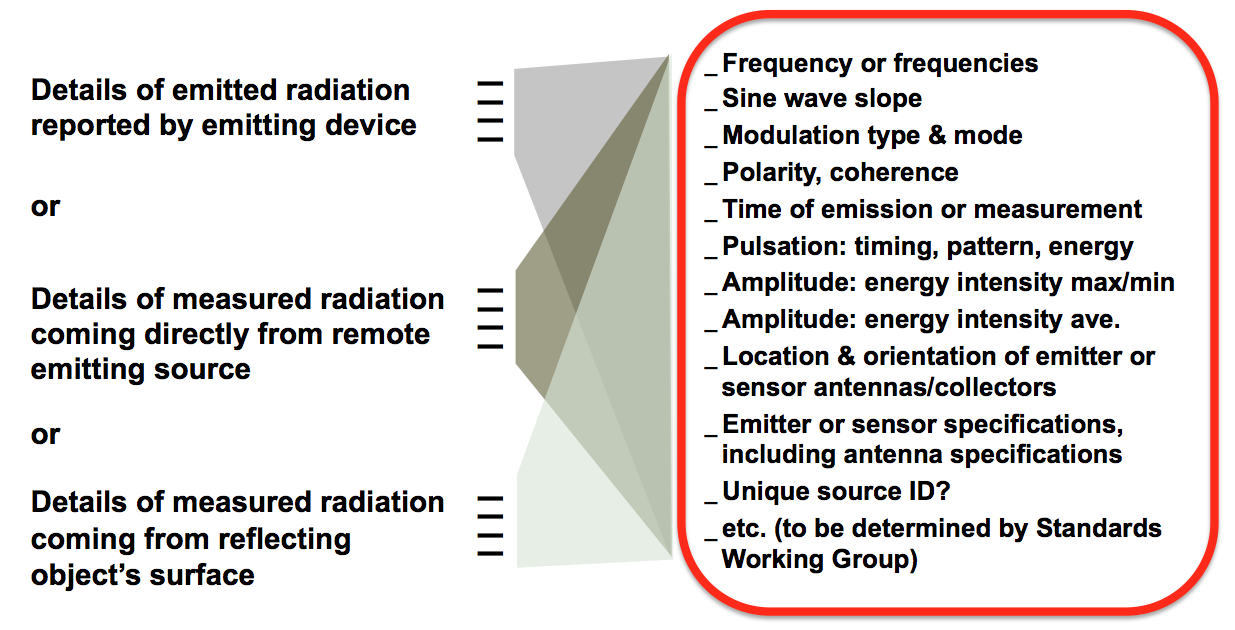 Details of emitted radiation
reported by emitting device
or
Details of measured radiation
coming directly from remote
emitting source
or
Details of measured radiation
coming from reflecting
object’s surface
_ Frequency or frequencies
_ Sine wave slope
_ Modulation type & mode
_ Polarity, coherence
_ Time of emission or measurement
_ Pulsation: timing, pattern, energy
_ Amplitude: energy intensity max/min
_ Amplitude: energy intensity ave.
_ Location & orientation of emitter or
sensor antennas/collectors
_ Emitter or sensor specifications,
including antenna specifications
_ Unique source ID?
_ etc. (to be determined by Standards
Working Group)